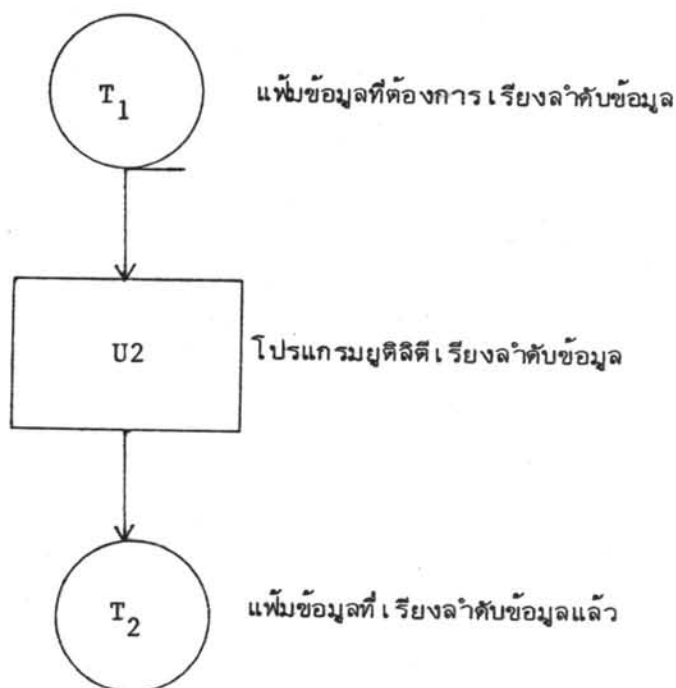 T1 แฟ้มข้อมูลที่ต้องการเรียงลำดับข้อมูล
U2 โปรแกรมยูติลิตี เรียงลำดับข้อมูล
T2 แฟ้มข้อมูลที่เรียงลำดับข้อมูลแล้ว